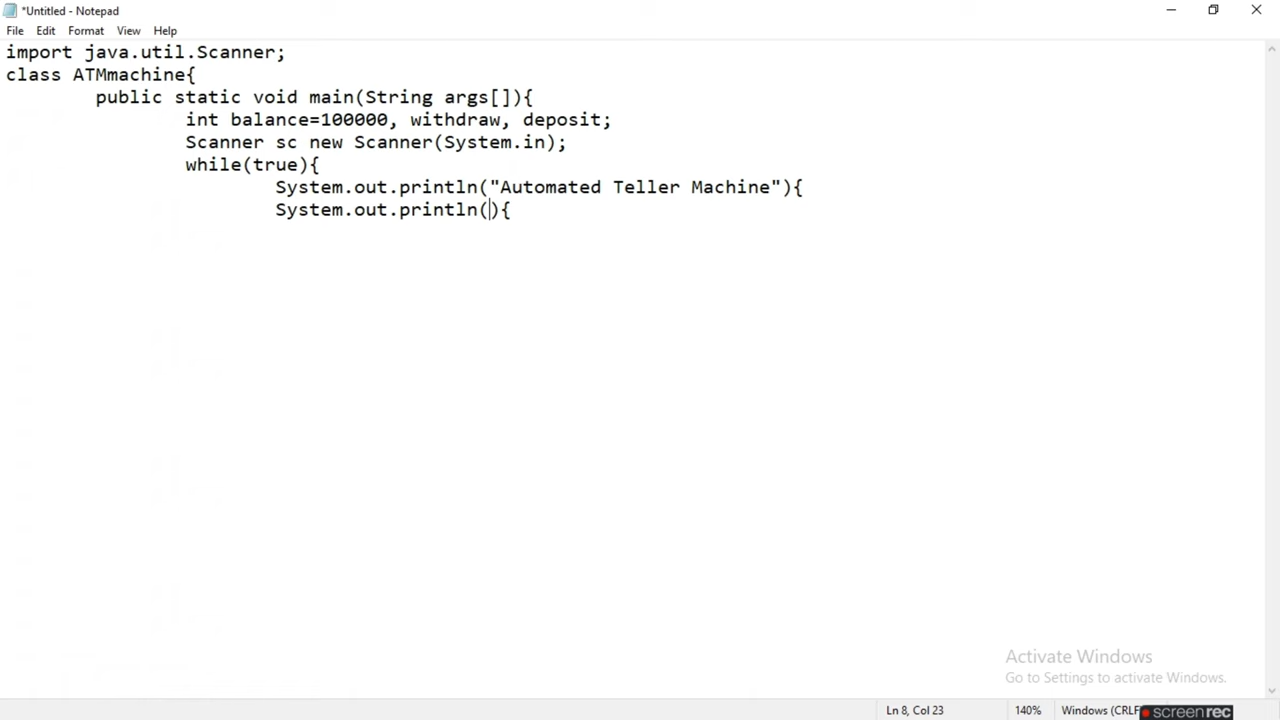 *Untitled - Notepad
File Edit Format View Help
import java.util.Scanner;
class ATMmachine{
public static void main(String args[]){
int balance=100000, withdraw, deposit;
Scanner sc new Scanner(System.in);
while(true){
System.out.println("Automated Teller Machine"){
System.out.println(){
Activate Windows
Go to Settings to activate Windows.
Ln 8, Col 23 140% Windows (CRLF
screenrec